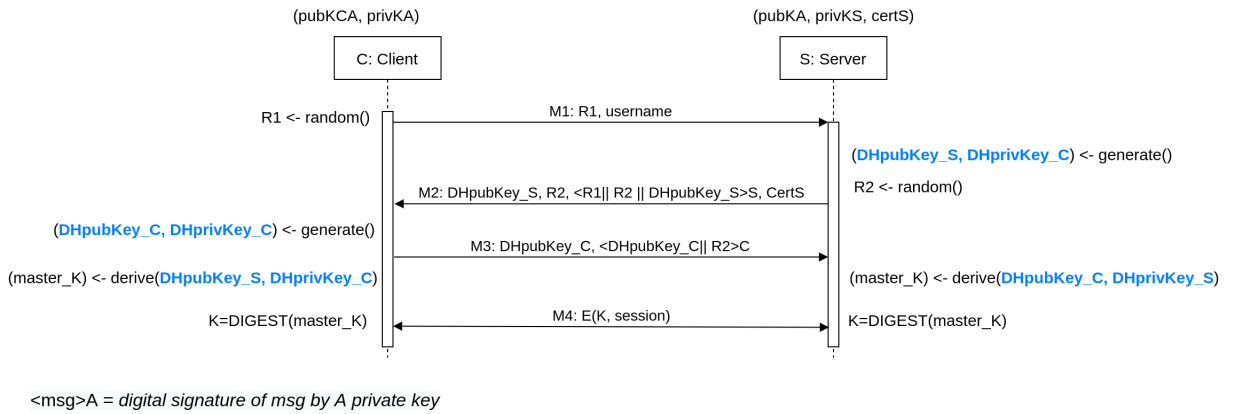 (pubKCA, privKA)
(pubKA, privKS, certS)
C: Client
S: Server
R1 <- random()
M1: R1, username
(DHpubKey_S, DHprivKey_C) <- generate()
R2 <- random()
M2: DHpubKey_S, R2, <R1|| R2 || DHpubKey_S>S, CertS
(DHpubKey_C, DHprivKey_C) <- generate()
M3: DHpubKey_C, <DHpubKey_C|| R2>C
(master_K) <- derive(DHpubKey_S, DHprivKey_C)
(master_K) <- derive(DHpubKey_C, DHprivKey_S)
K=DIGEST(master_K)
M4: E(K, session)
K=DIGEST(master_K)
<msg>A = digital signature of msg by A private key